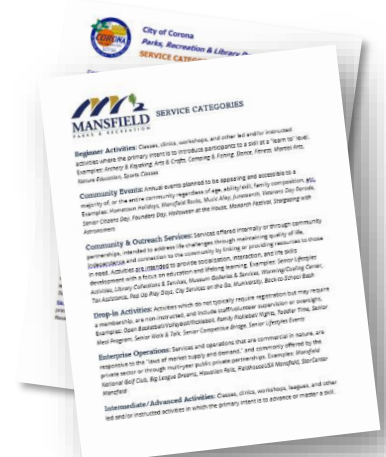 City of Corona
Parks, Recreation & Library
SERVICE
CORONA
MANSFIELD
PARKS & RECREATION
SERVICE CATEGORIES
Beginner Activities: Classes, clinics, workshops, and other led and/or instructed
activities where the primary intent is to introduce participants to a skill at a "learn to" level.
Examples: Archery & Kayaking, Arts & Crafts, Camping & Fishing, Dance, Fitness, Martial Arts,
Nature Education, Sports Classes
Community Events: Annual events planned to be appealing and accessible to a
majority of, or the entire community regardless of age, ability/skill, family composition, etc.
Examples: Hometown Holidays, Mansfield Rocks, Music Alley, Juneteenth, Veterans Day Parade,
Senior Citizens Day, Founders Day, Halloween at the House, Monarch Festival, Stargazing with
Astronomers
Community & Outreach Services: Services offered internally or through community
partnerships, intended to address life challenges through maintaining quality of life,
independence and connection to the community by linking or providing resources to those
in need. Activities are intended to provide socialization, interaction, and life skills
development with a focus on education and lifelong learning. Examples: Senior Lifestyles
Activities, Library Collections & Services, Museum Galleries & Services, Warming/Cooling Center,
Tax Assistance, Pop Up Play Days, City Services on the Go, Muniversity, Back-to-School Bash
Drop-in Activities: Activities which do not typically require registration but may require
a membership, are non-instructed, and include staff/volunteer supervision or oversight.
Examples: Open Basketball/Volleyball/Pickleball, Family Pickleball Nights, Toddler Time, Senior
Meal Program, Senior Walk & Talk, Senior Competitive Bridge, Senior Lifestyles Events
Enterprise Operations: Services and operations that are commercial in nature, are
responsive to the "laws of market supply and demand," and commonly offered by the
private sector or through multi-year public private partnerships. Examples: Mansfield
National Golf Club, Big League Dreams, Hawaiian Falls, FieldhouseUSA Mansfield, StarCenter
Mansfield
Intermediate/Advanced Activities: Classes, clinics, workshops, leagues, and other
led and/or instructed activities in which the primary intent is to advance or master a skill.